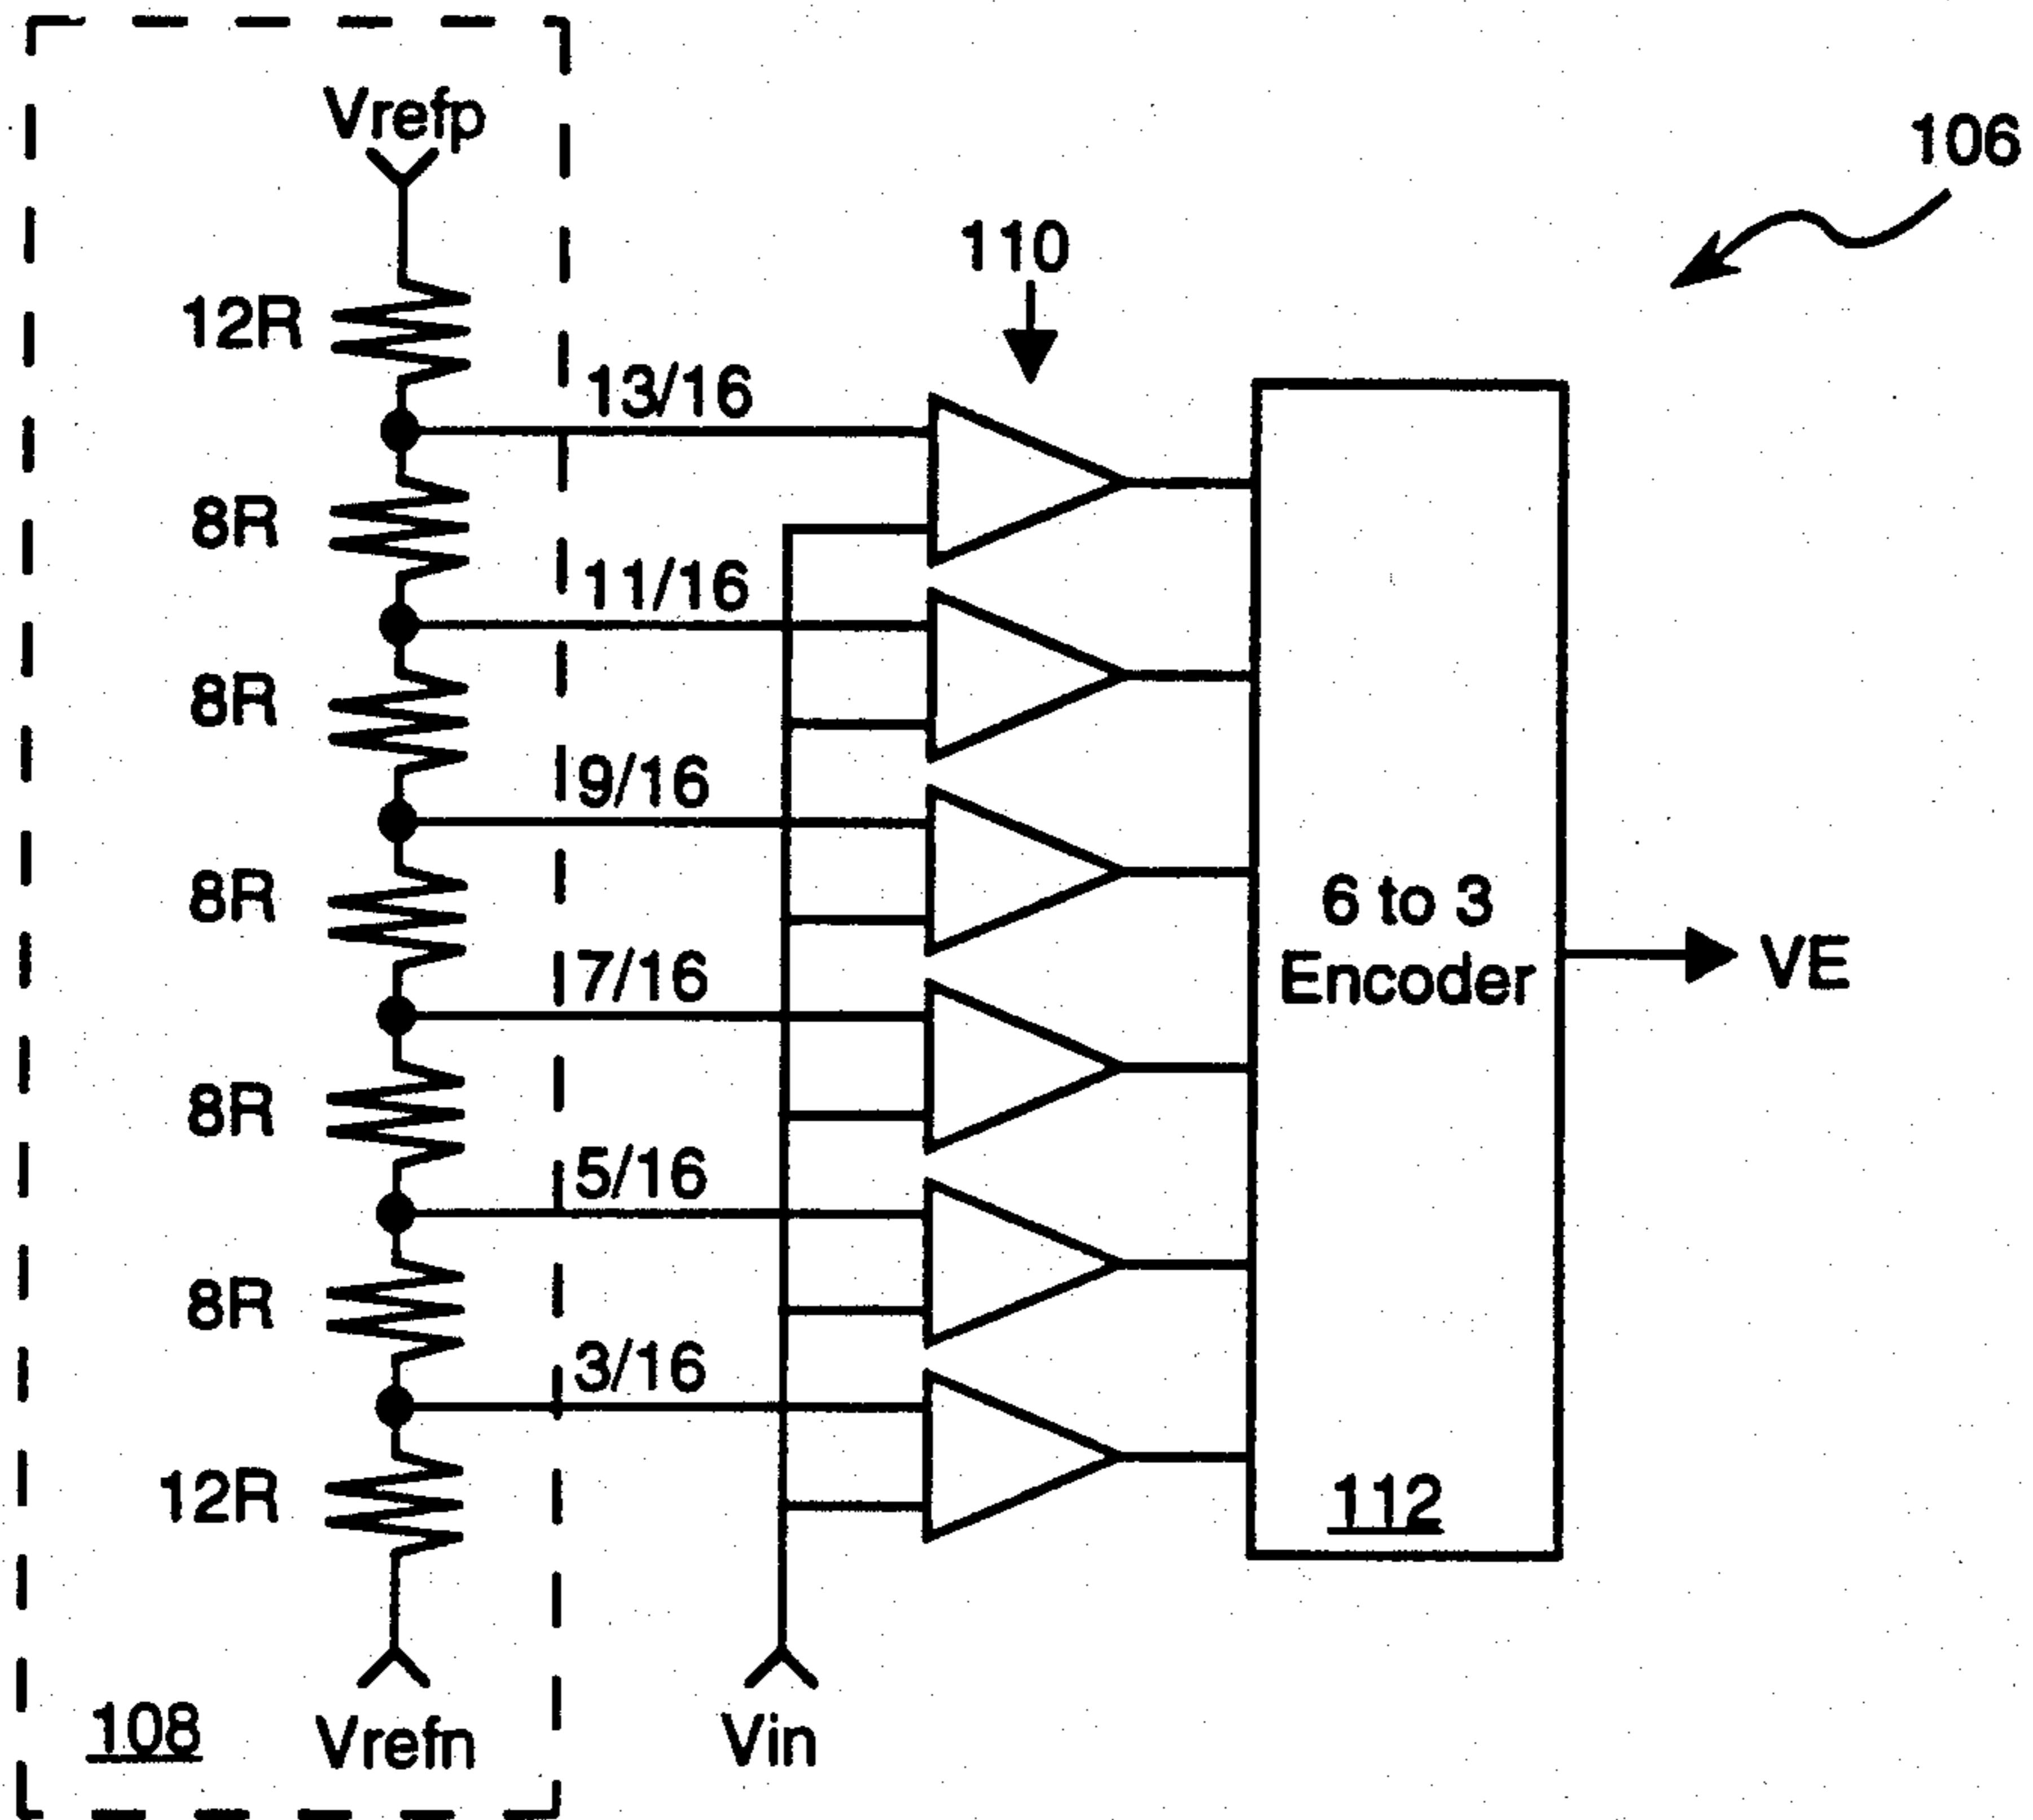 Vrefp
106
110
12R
13/16
8R
11/16
8R
9/16
8R
6 to 3
Encoder
VE
7/16
8R
5/16
8R
3/16
12R
112
108
Vrefn
Vin